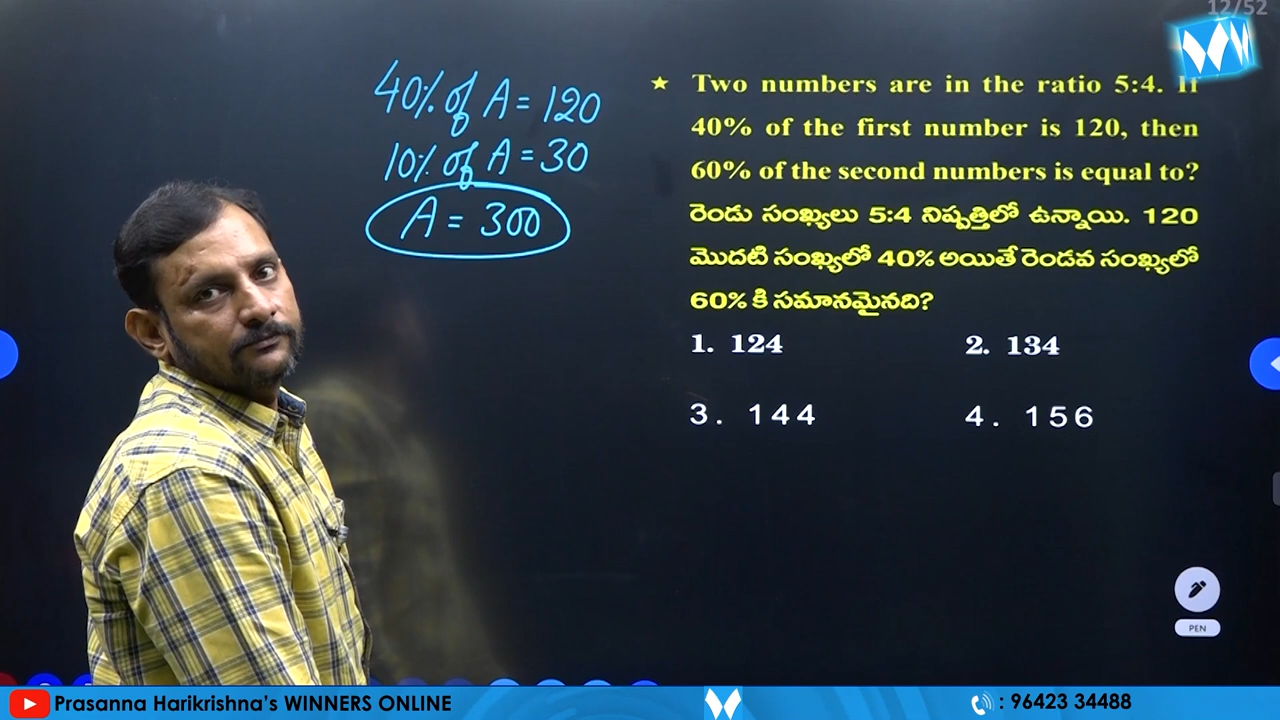 12/52
40% of A = 120
10% of A = 30
A = 300
★ Two numbers are in the ratio 5:4. If
40% of the first number is 120, then
60% of the second numbers is equal to?
రెండు సంఖ్యలు 5:4 నిష్పత్తిలో ఉన్నాయి. 120
మొదటి సంఖ్యలో 40% అయితే రెండవ సంఖ్యలో
60% కి సమానమైనది?
1. 124 2. 134
3. 144 4. 156
PEN
Prasanna Harikrishna's WINNERS ONLINE : 96423 34488